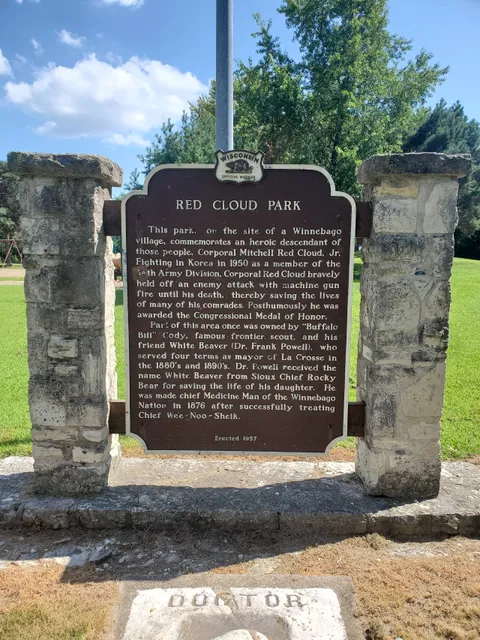 WISCONSIN
OFFICIAL MARKER
RED CLOUD PARK
This park, on the site of a Winnebago
village, commemorates an heroic descendant of
those people, Corporal Mitchell Red Cloud, Jr.
Fighting in Korea in 1950 as a member of the
24th Army Division, Corporal Red Cloud bravely
held off an enemy attack with machine gun
fire until his death, thereby saving the lives
of many of his comrades. Posthumously he was
awarded the Congressional Medal of Honor.
Part of this area once was owned by "Buffalo
Bill" Cody, famous frontier scout, and his
friend White Beaver (Dr. Frank Powell), who
served four terms as mayor of La Crosse in
the 1880's and 1890's. Dr. Powell received the
name White Beaver from Sioux Chief Rocky
Bear for saving the life of his daughter. He
was made chief Medicine Man of the Winnebago
Nation in 1876 after successfully treating
Chief Wee-Noo-Sheik.
Erected 1957
DOCTOR